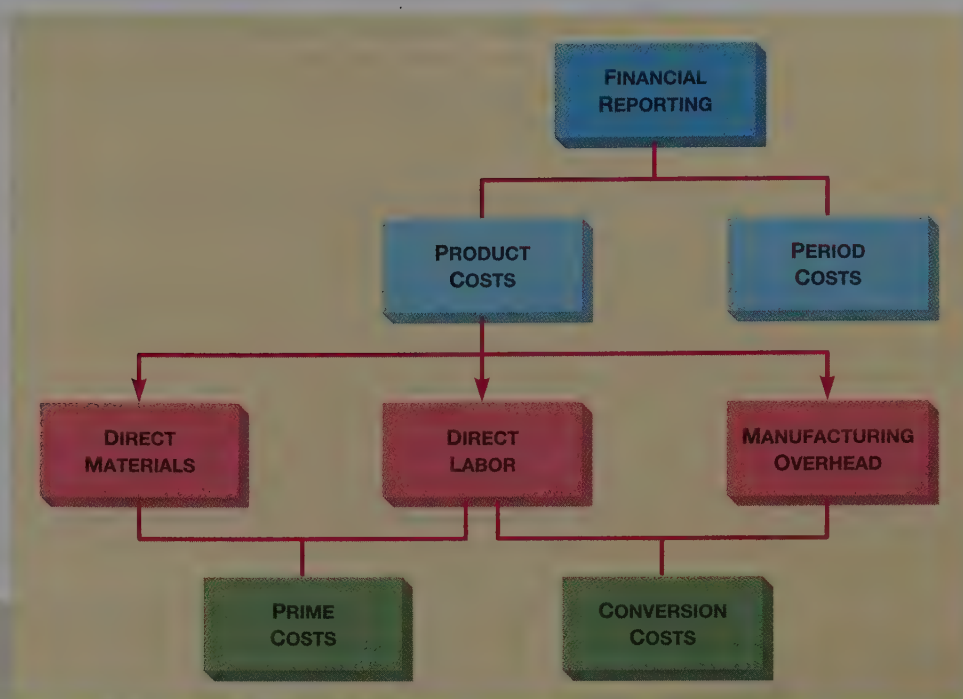 FINANCIAL
REPORTING
PRODUCT
COSTS
PERIOD
COSTS
DIRECT
MATERIALS
DIRECT
LABOR
MANUFACTURING
OVERHEAD
PRIME
COSTS
CONVERSION
COSTS